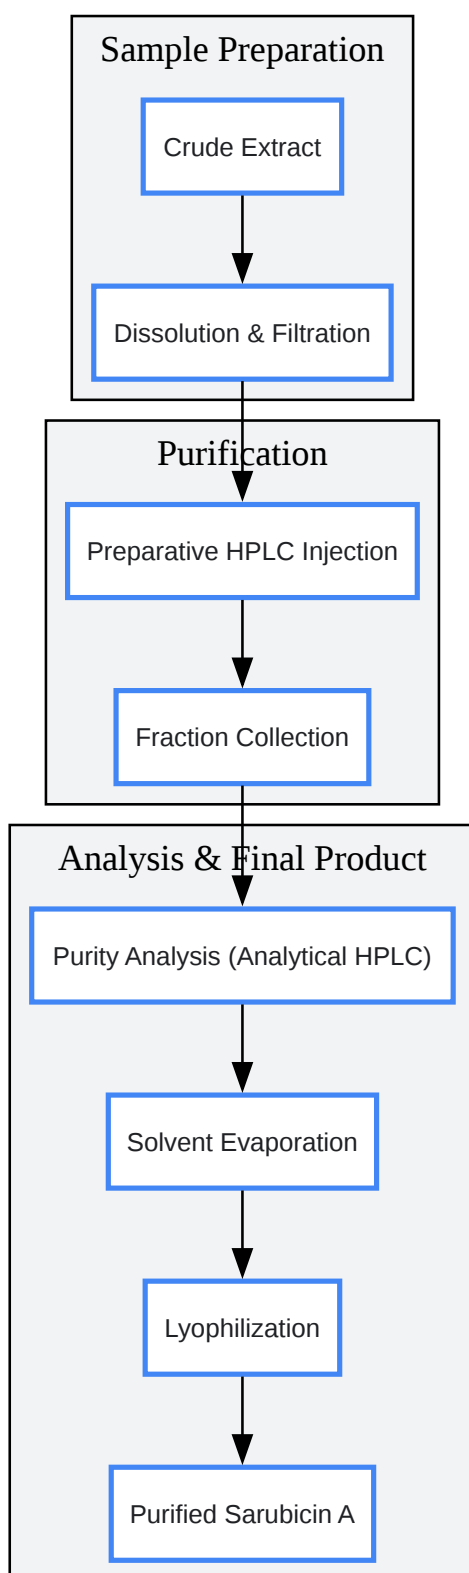 Sample Preparation
Crude Extract
Dissolution & Filtration
Purification
Preparative HPLC Injection
Fraction Collection
Analysis & Final Product
Purity Analysis (Analytical HPLC)
Solvent Evaporation
Lyophilization
Purified Sarubicin A